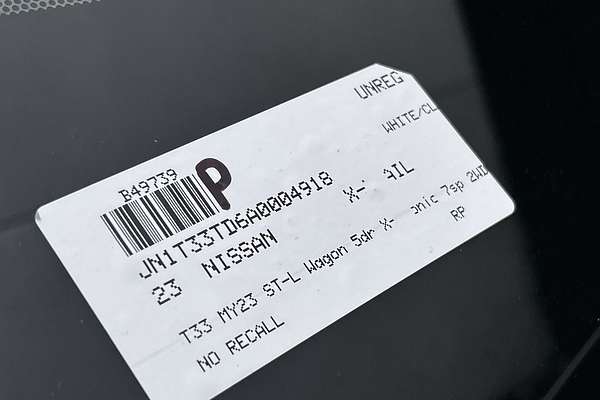 UNREG
WHITE/CL
B49739
P
JN1T33TD6A0004918
23 NISSAN X- AIL
T33 MY23 ST-L Wagon 5dr X- onic 7sp 2WD
NO RECALL RP